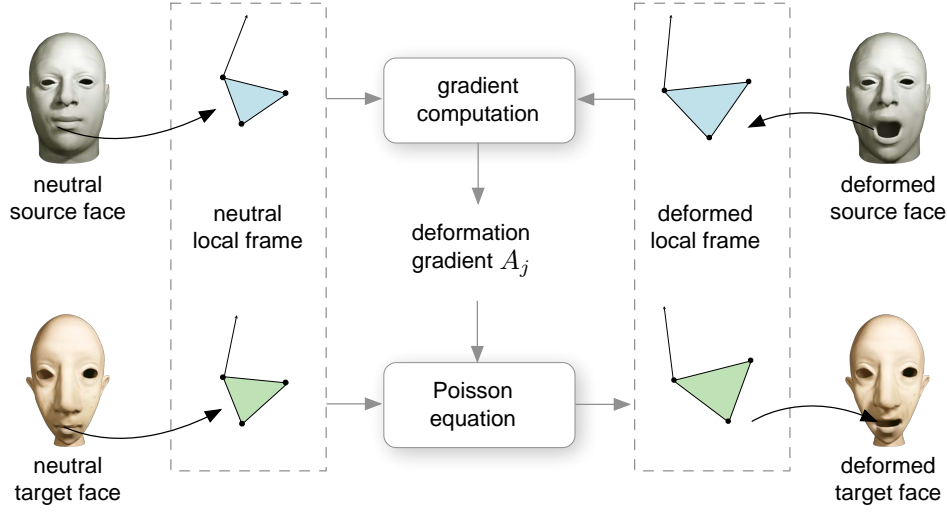 gradient
computation
neutral
source face
deformed
source face
neutral
local frame
deformation
gradient A_j
deformed
local frame
Poisson
equation
neutral
target face
deformed
target face